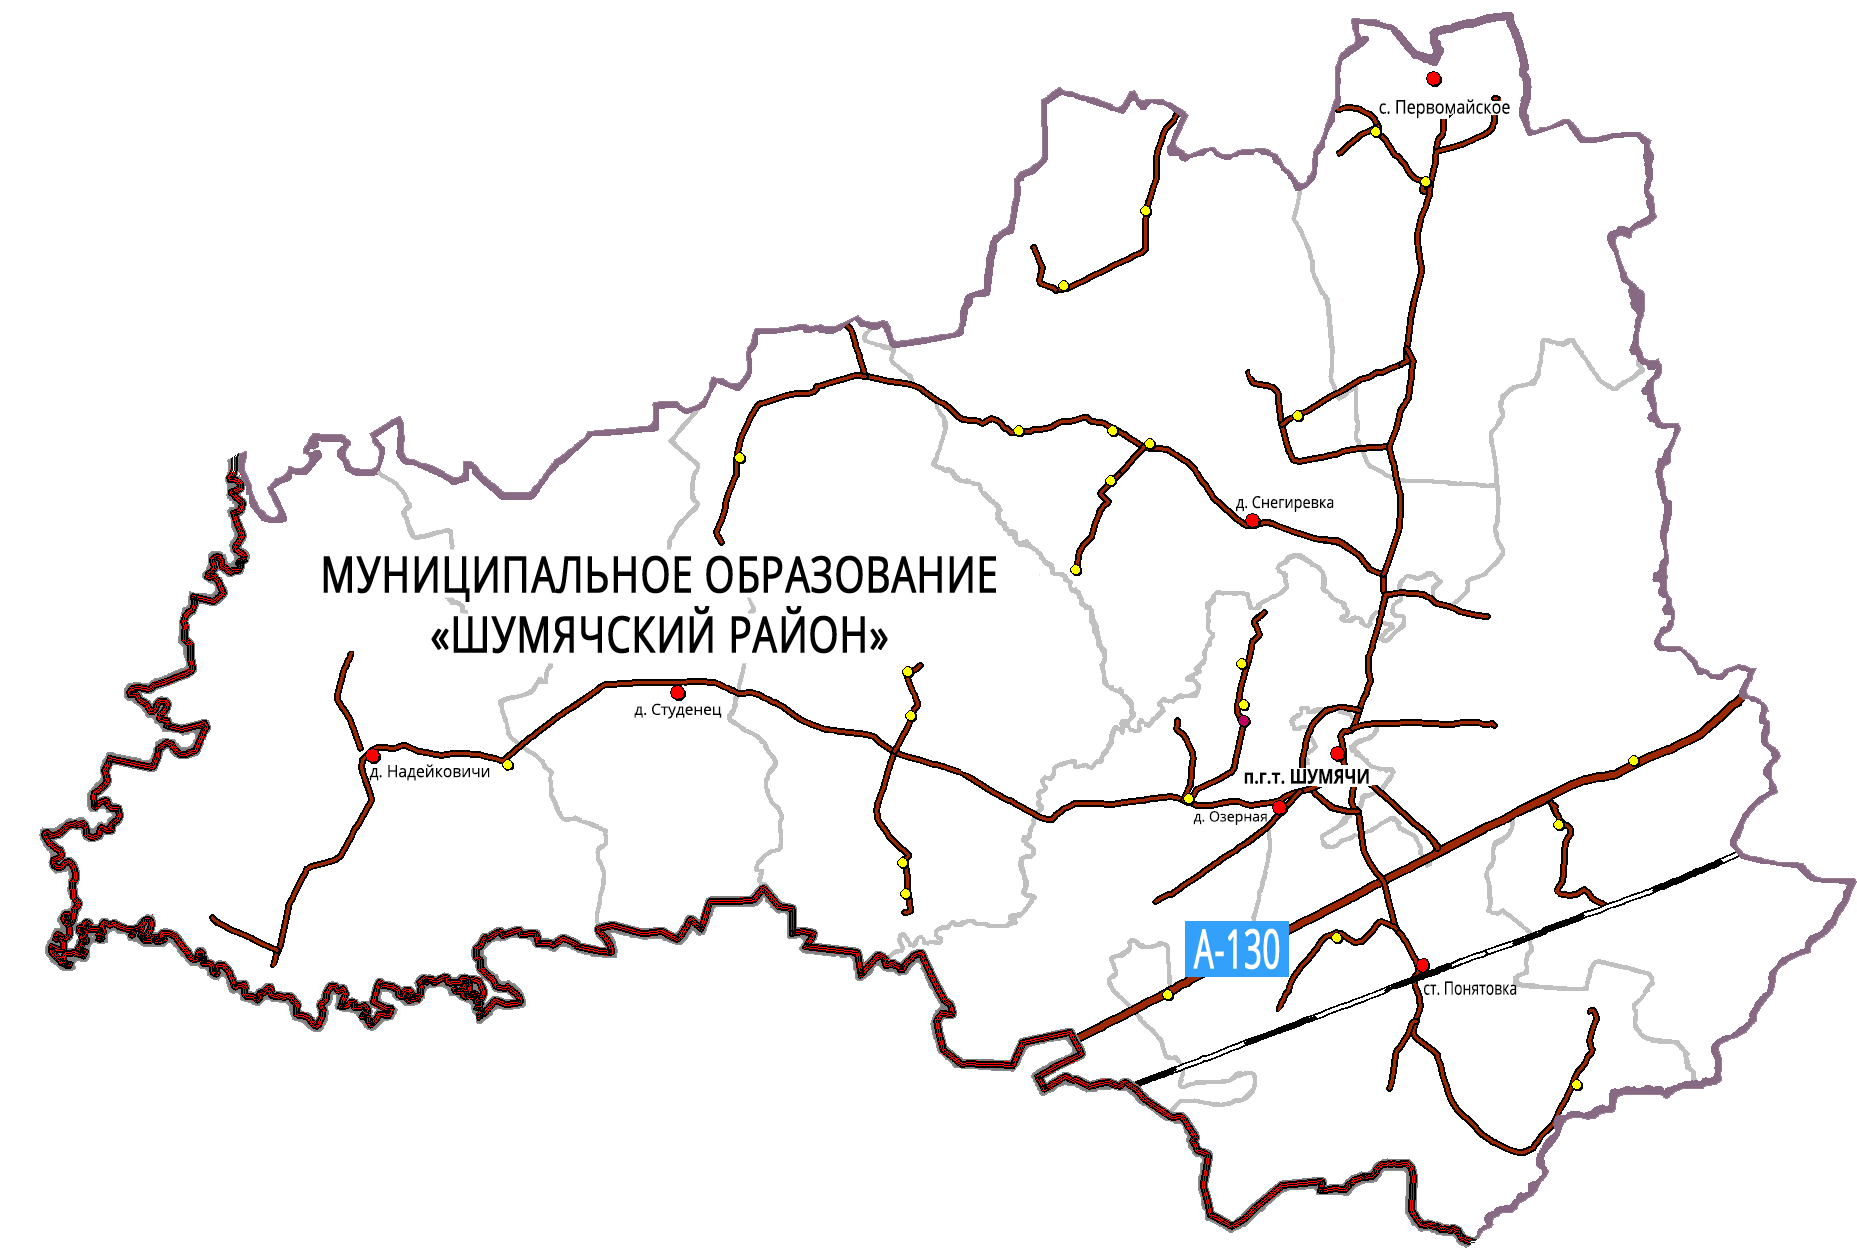 с. Первомайское
д. Снегиревка
МУНИЦИПАЛЬНОЕ ОБРАЗОВАНИЕ
«ШУМЯЧСКИЙ РАЙОН»
д. Студенец
д. Надейковичи
п.г.т. ШУМЯЧИ
д. Озерная
А-130
ст. Понятовка